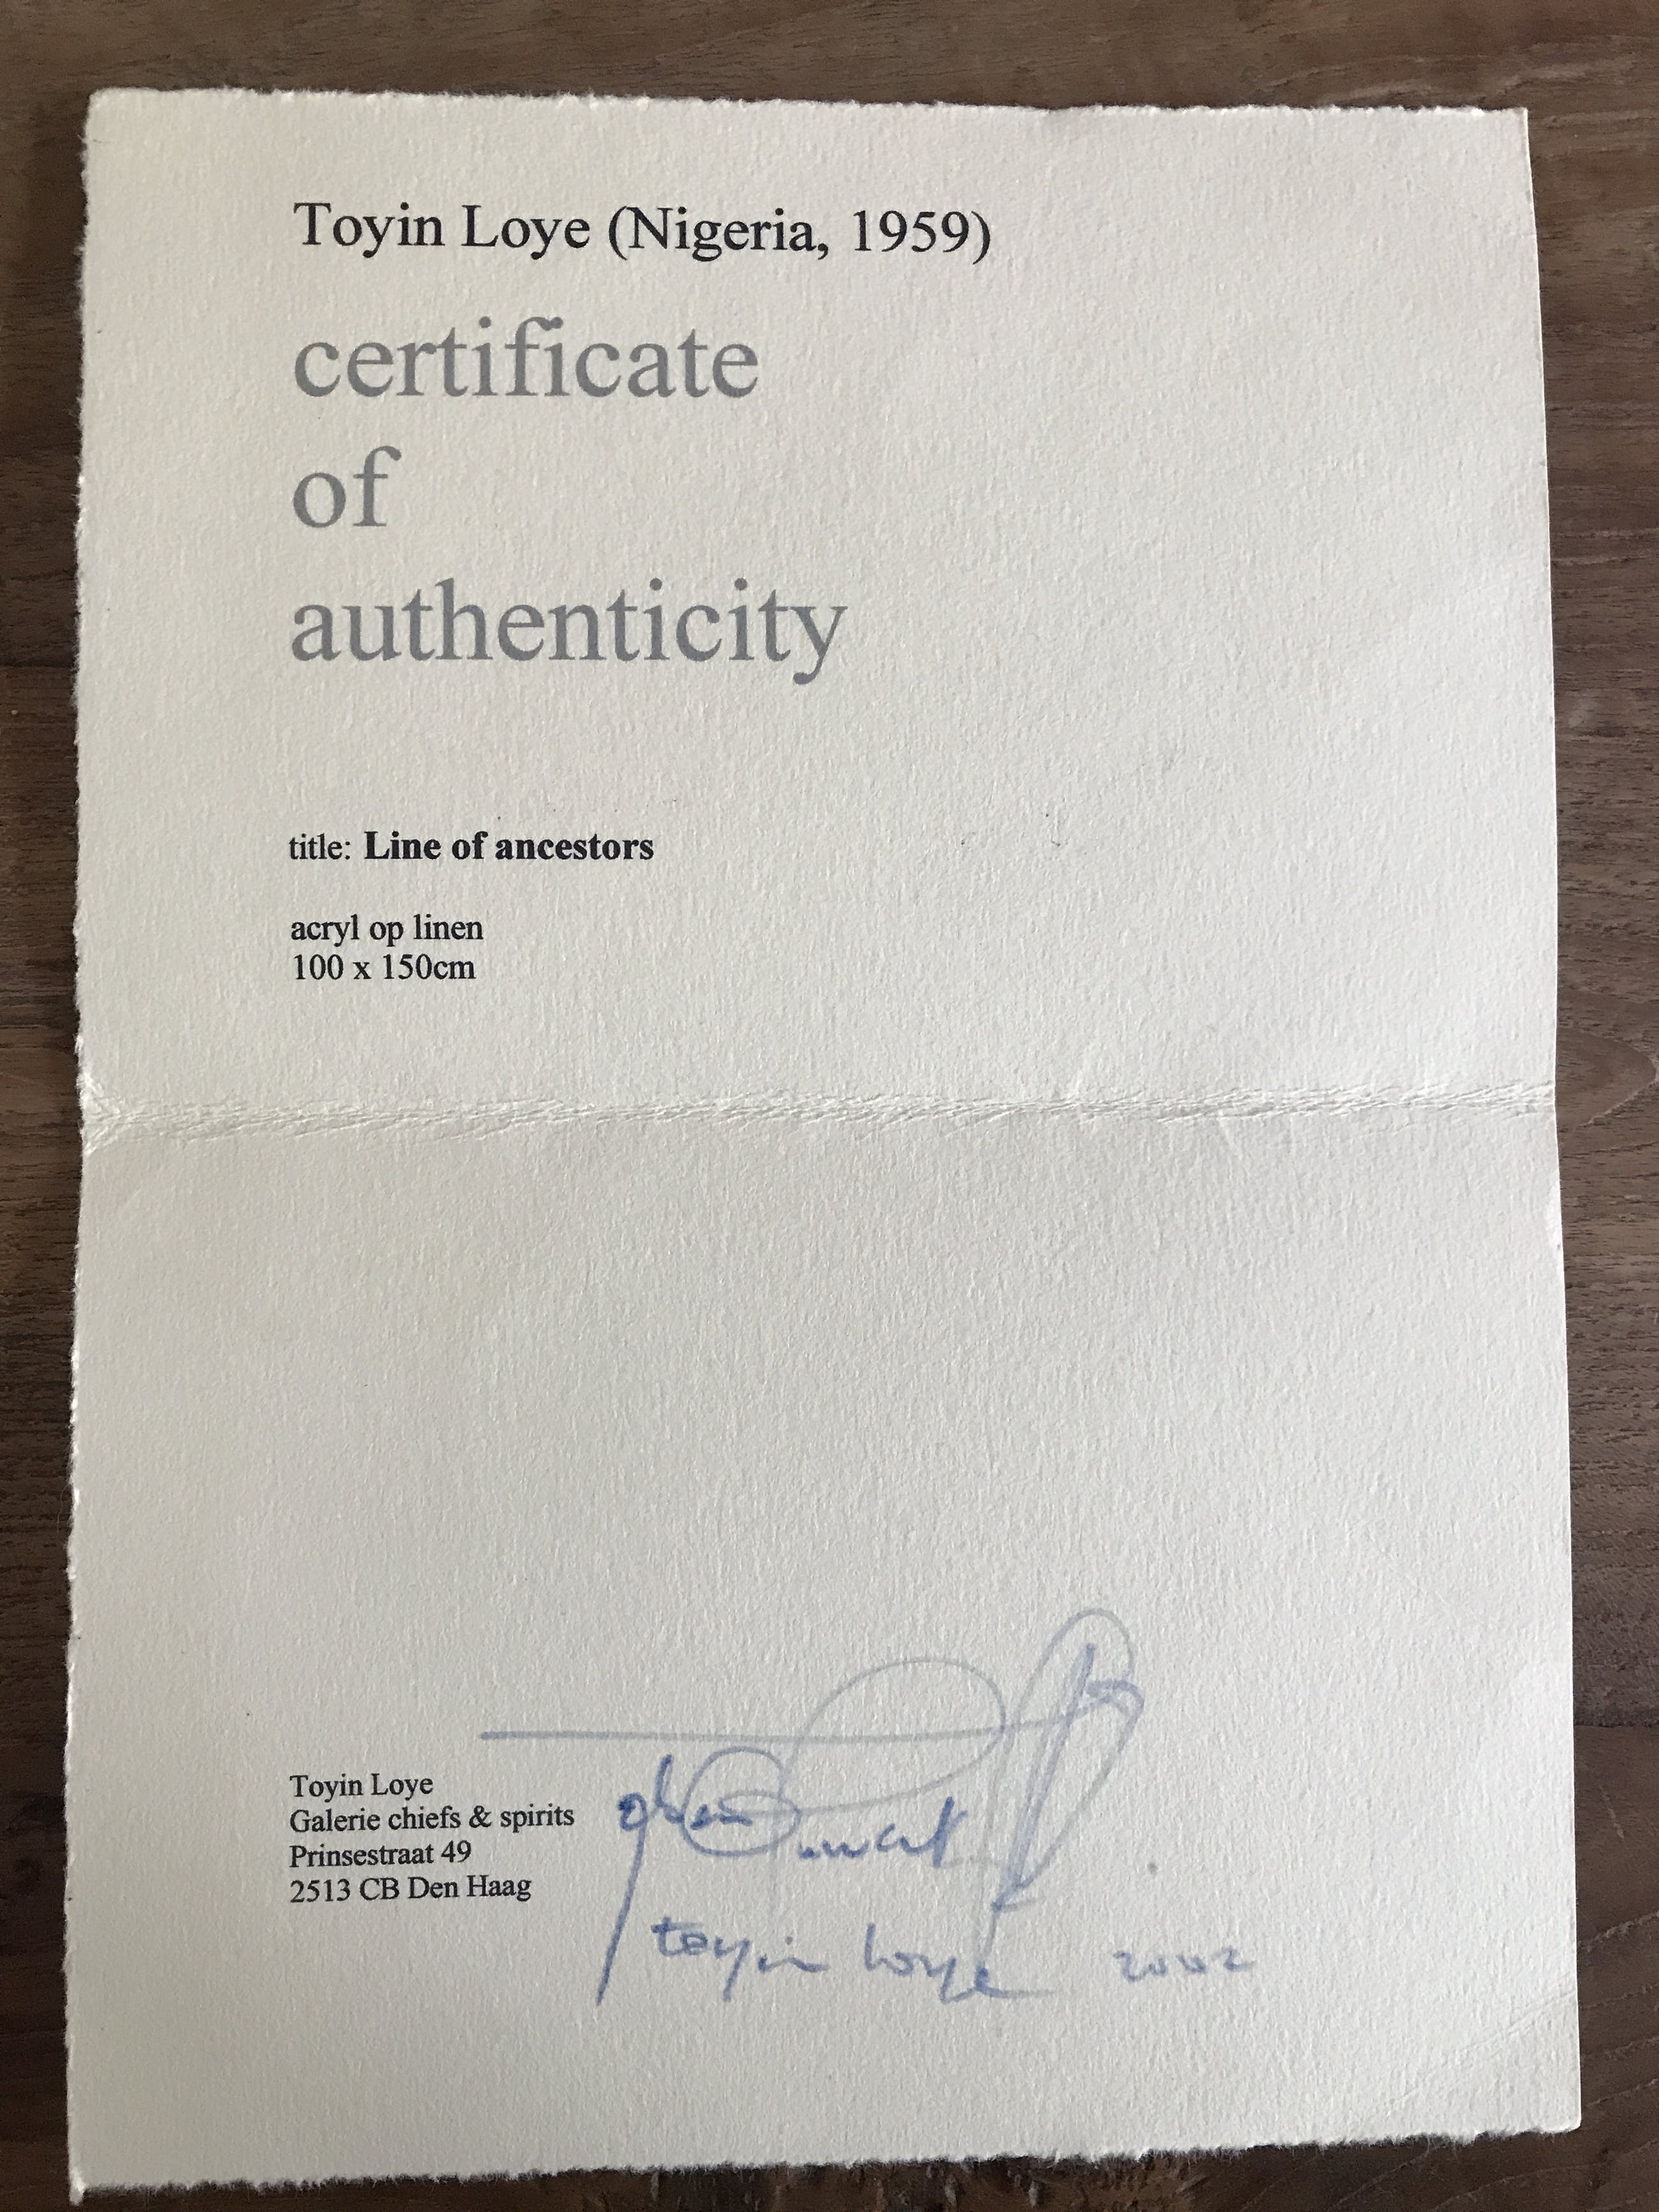 Toyin Loye (Nigeria, 1959)
certificate
of
authenticity
title: Line of ancestors
acryl op linen
100 x 150cm
Toyin Loye
Galerie chiefs & spirits
Prinsestraat 49
2513 CB Den Haag
toyin loye 2002